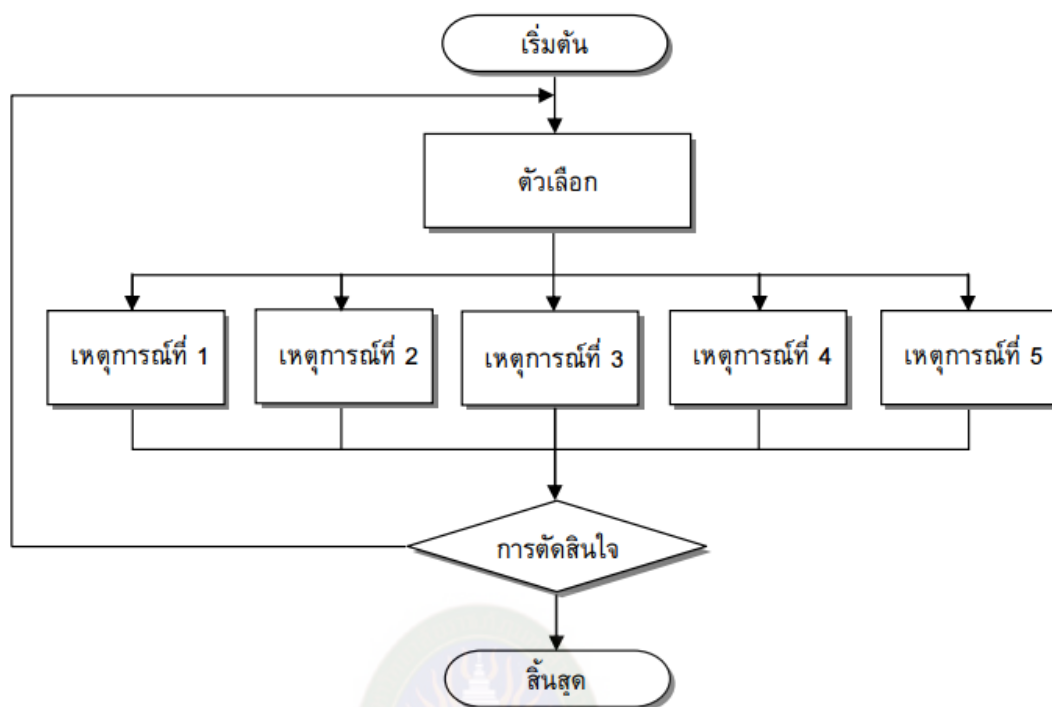 เริ่มต้น
ตัวเลือก
เหตุการณ์ที่ 1
เหตุการณ์ที่ 2
เหตุการณ์ที่ 3
เหตุการณ์ที่ 4
เหตุการณ์ที่ 5
การตัดสินใจ
สิ้นสุด